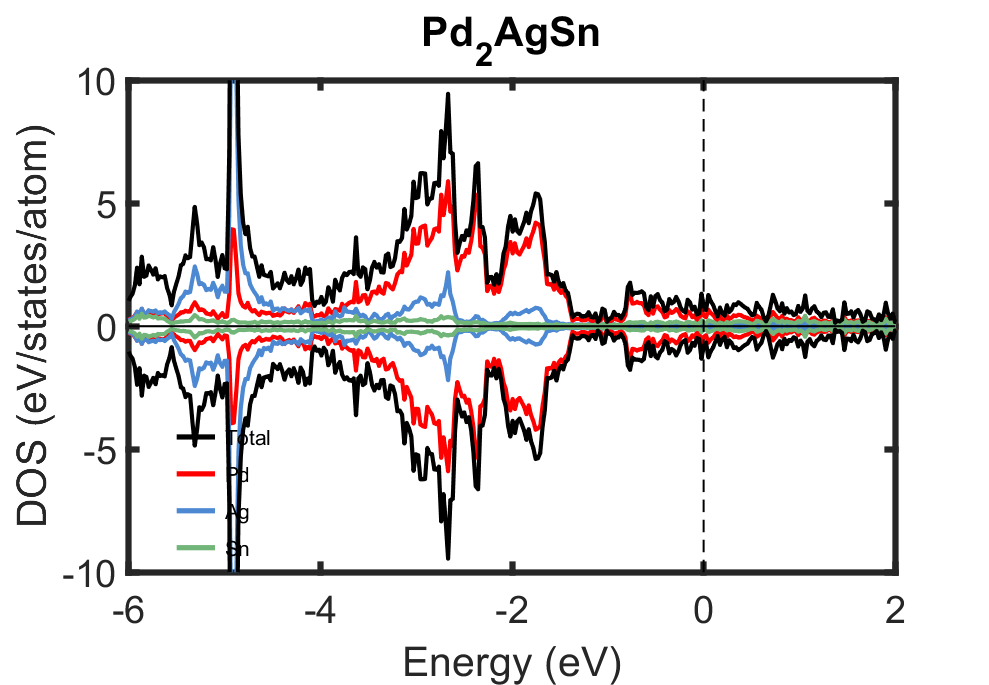 Pd₂AgSn
DOS (eV/states/atom)
10
5
0
-5
-10
Total
Pd
Ag
Sn
-6 -4 -2 0 2
Energy (eV)